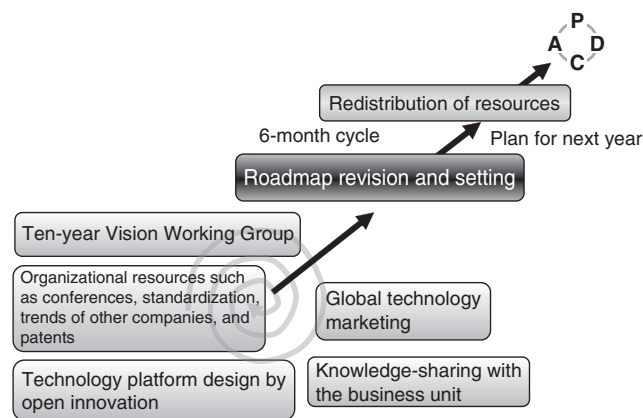 P
A D
C
Redistribution of resources
6-month cycle
Plan for next year
Roadmap revision and setting
Ten-year Vision Working Group
Organizational resources such
as conferences, standardization,
trends of other companies, and
patents
Global technology
marketing
Technology platform design by
open innovation
Knowledge-sharing with
the business unit